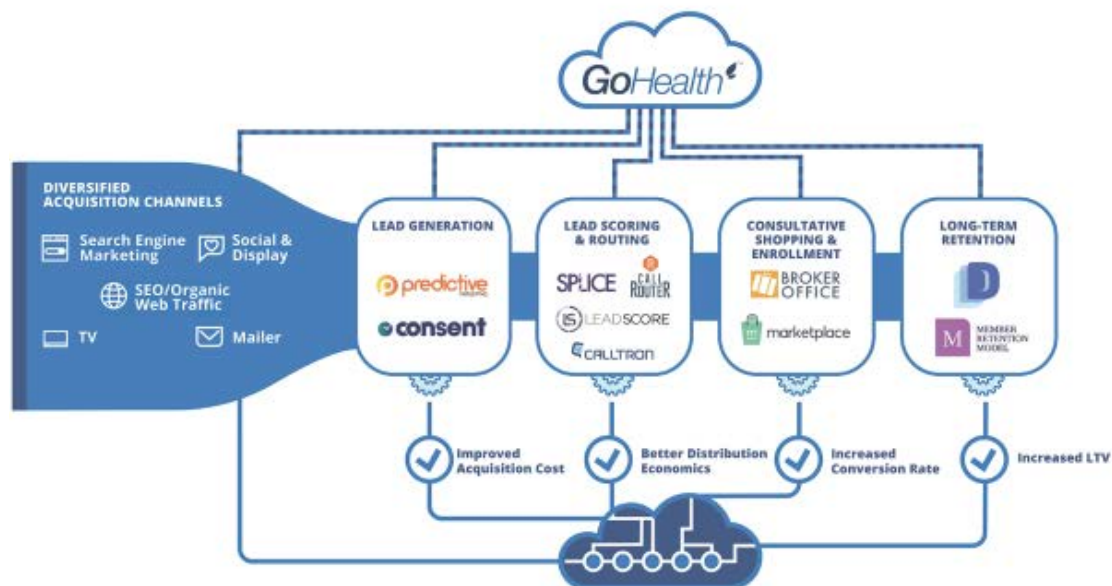 GoHealth
DIVERSIFIED
ACQUISITION CHANNELS
Search Engine
Marketing
Social &
Display
SEO/Organic
Web Traffic
TV
Mailer
LEAD GENERATION
predictive
consent
LEAD SCORING
& ROUTING
SPLICE
CALL
ROUTER
LS LEADSCORE
CALLTRON
CONSULTATIVE
SHOPPING &
ENROLLMENT
BROKER
OFFICE
marketplace
LONG-TERM
RETENTION
D
M
MEMBER
RETENTION
MODEL
Improved
Acquisition Cost
Better Distribution
Economics
Increased
Conversion Rate
Increased LTV